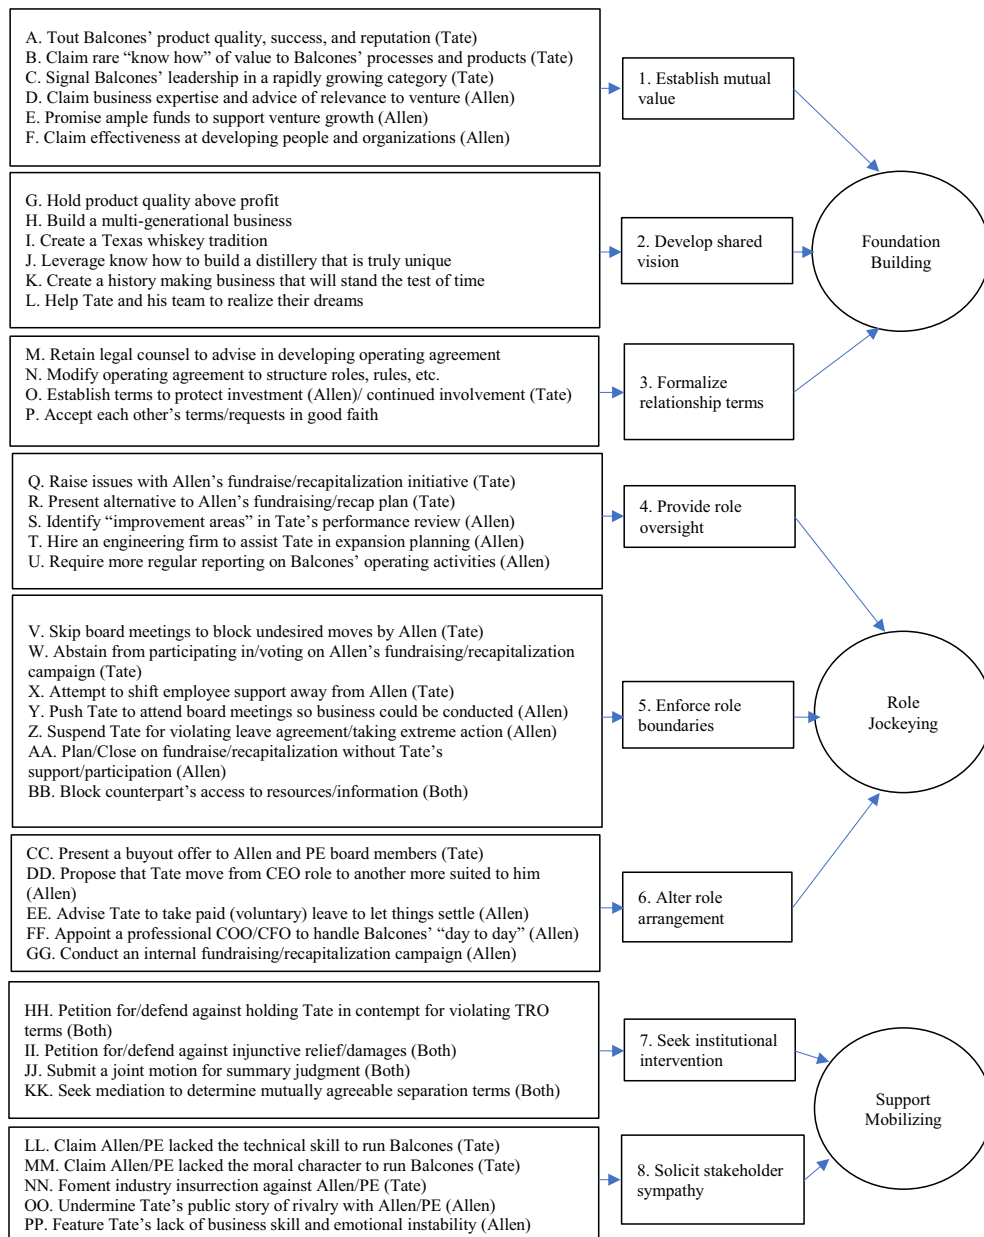 A. Tout Balcones’ product quality, success, and reputation (Tate)
B. Claim rare “know how” of value to Balcones’ processes and products (Tate)
C. Signal Balcones’ leadership in a rapidly growing category (Tate)
D. Claim business expertise and advice of relevance to venture (Allen)
E. Promise ample funds to support venture growth (Allen)
F. Claim effectiveness at developing people and organizations (Allen)
1. Establish mutual
value
G. Hold product quality above profit
H. Build a multi-generational business
I. Create a Texas whiskey tradition
J. Leverage know how to build a distillery that is truly unique
K. Create a history making business that will stand the test of time
L. Help Tate and his team to realize their dreams
2. Develop shared
vision
Foundation
Building
M. Retain legal counsel to advise in developing operating agreement
N. Modify operating agreement to structure roles, rules, etc.
O. Establish terms to protect investment (Allen)/ continued involvement (Tate)
P. Accept each other’s terms/requests in good faith
3. Formalize
relationship terms
Q. Raise issues with Allen’s fundraise/recapitalization initiative (Tate)
R. Present alternative to Allen’s fundraising/recap plan (Tate)
S. Identify “improvement areas” in Tate’s performance review (Allen)
T. Hire an engineering firm to assist Tate in expansion planning (Allen)
U. Require more regular reporting on Balcones’ operating activities (Allen)
4. Provide role
oversight
V. Skip board meetings to block undesired moves by Allen (Tate)
W. Abstain from participating in/voting on Allen’s fundraising/recapitalization
campaign (Tate)
X. Attempt to shift employee support away from Allen (Tate)
Y. Push Tate to attend board meetings so business could be conducted (Allen)
Z. Suspend Tate for violating leave agreement/taking extreme action (Allen)
AA. Plan/Close on fundraise/recapitalization without Tate’s
support/participation (Allen)
BB. Block counterpart’s access to resources/information (Both)
5. Enforce role
boundaries
Role
Jockeying
CC. Present a buyout offer to Allen and PE board members (Tate)
DD. Propose that Tate move from CEO role to another more suited to him
(Allen)
EE. Advise Tate to take paid (voluntary) leave to let things settle (Allen)
FF. Appoint a professional COO/CFO to handle Balcones’ “day to day” (Allen)
GG. Conduct an internal fundraising/recapitalization campaign (Allen)
6. Alter role
arrangement
HH. Petition for/defend against holding Tate in contempt for violating TRO
terms (Both)
II. Petition for/defend against injunctive relief/damages (Both)
JJ. Submit a joint motion for summary judgment (Both)
KK. Seek mediation to determine mutually agreeable separation terms (Both)
7. Seek institutional
intervention
Support
Mobilizing
LL. Claim Allen/PE lacked the technical skill to run Balcones (Tate)
MM. Claim Allen/PE lacked the moral character to run Balcones (Tate)
NN. Foment industry insurrection against Allen/PE (Tate)
OO. Undermine Tate’s public story of rivalry with Allen/PE (Allen)
PP. Feature Tate’s lack of business skill and emotional instability (Allen)
8. Solicit stakeholder
sympathy